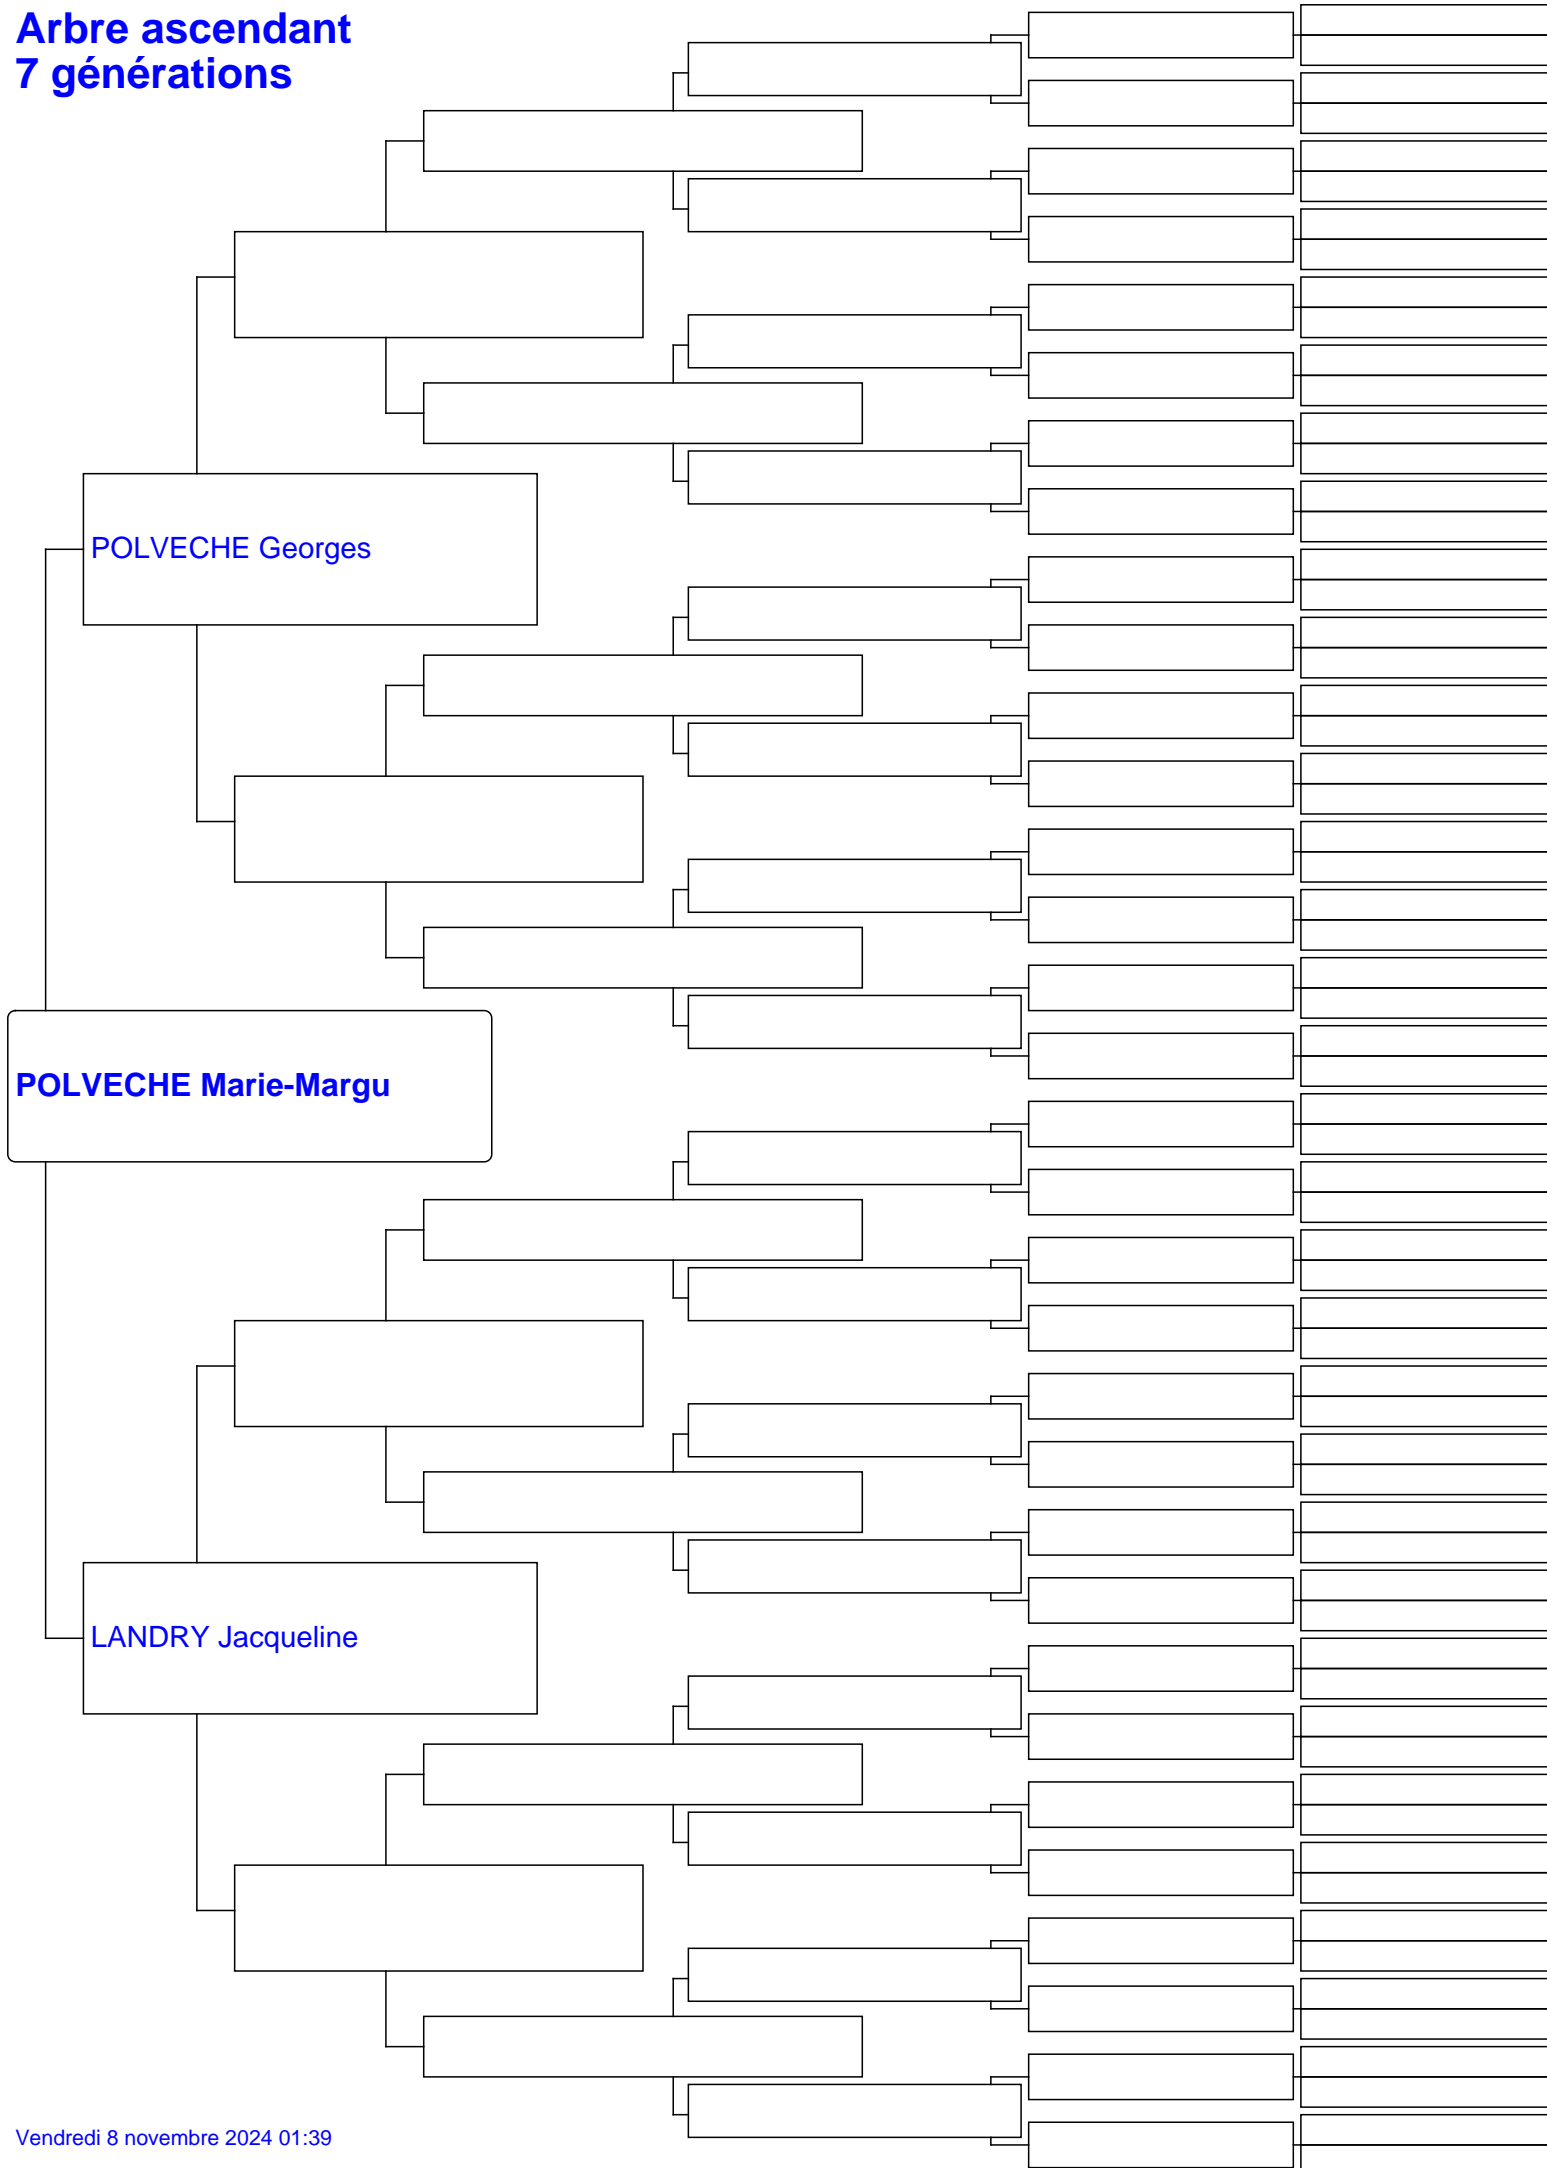 Arbre ascendant
7 générations
POLVECHE Georges
POLVECHE Marie-Margu
LANDRY Jacqueline
Vendredi 8 novembre 2024 01:39